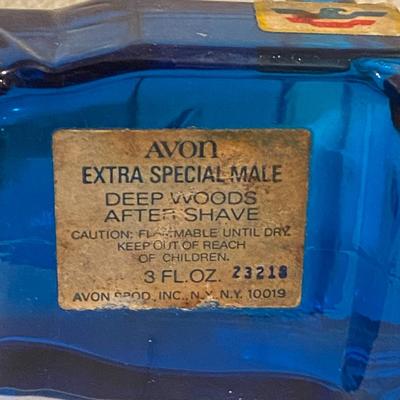 AVON
EXTRA SPECIAL MALE
DEEP WOODS
AFTER SHAVE
CAUTION: FLAMMABLE UNTIL DRY
KEEP OUT OF REACH
OF CHILDREN.
3 FL. OZ. 23218
AVON PROD., INC., N.Y., N.Y. 10019